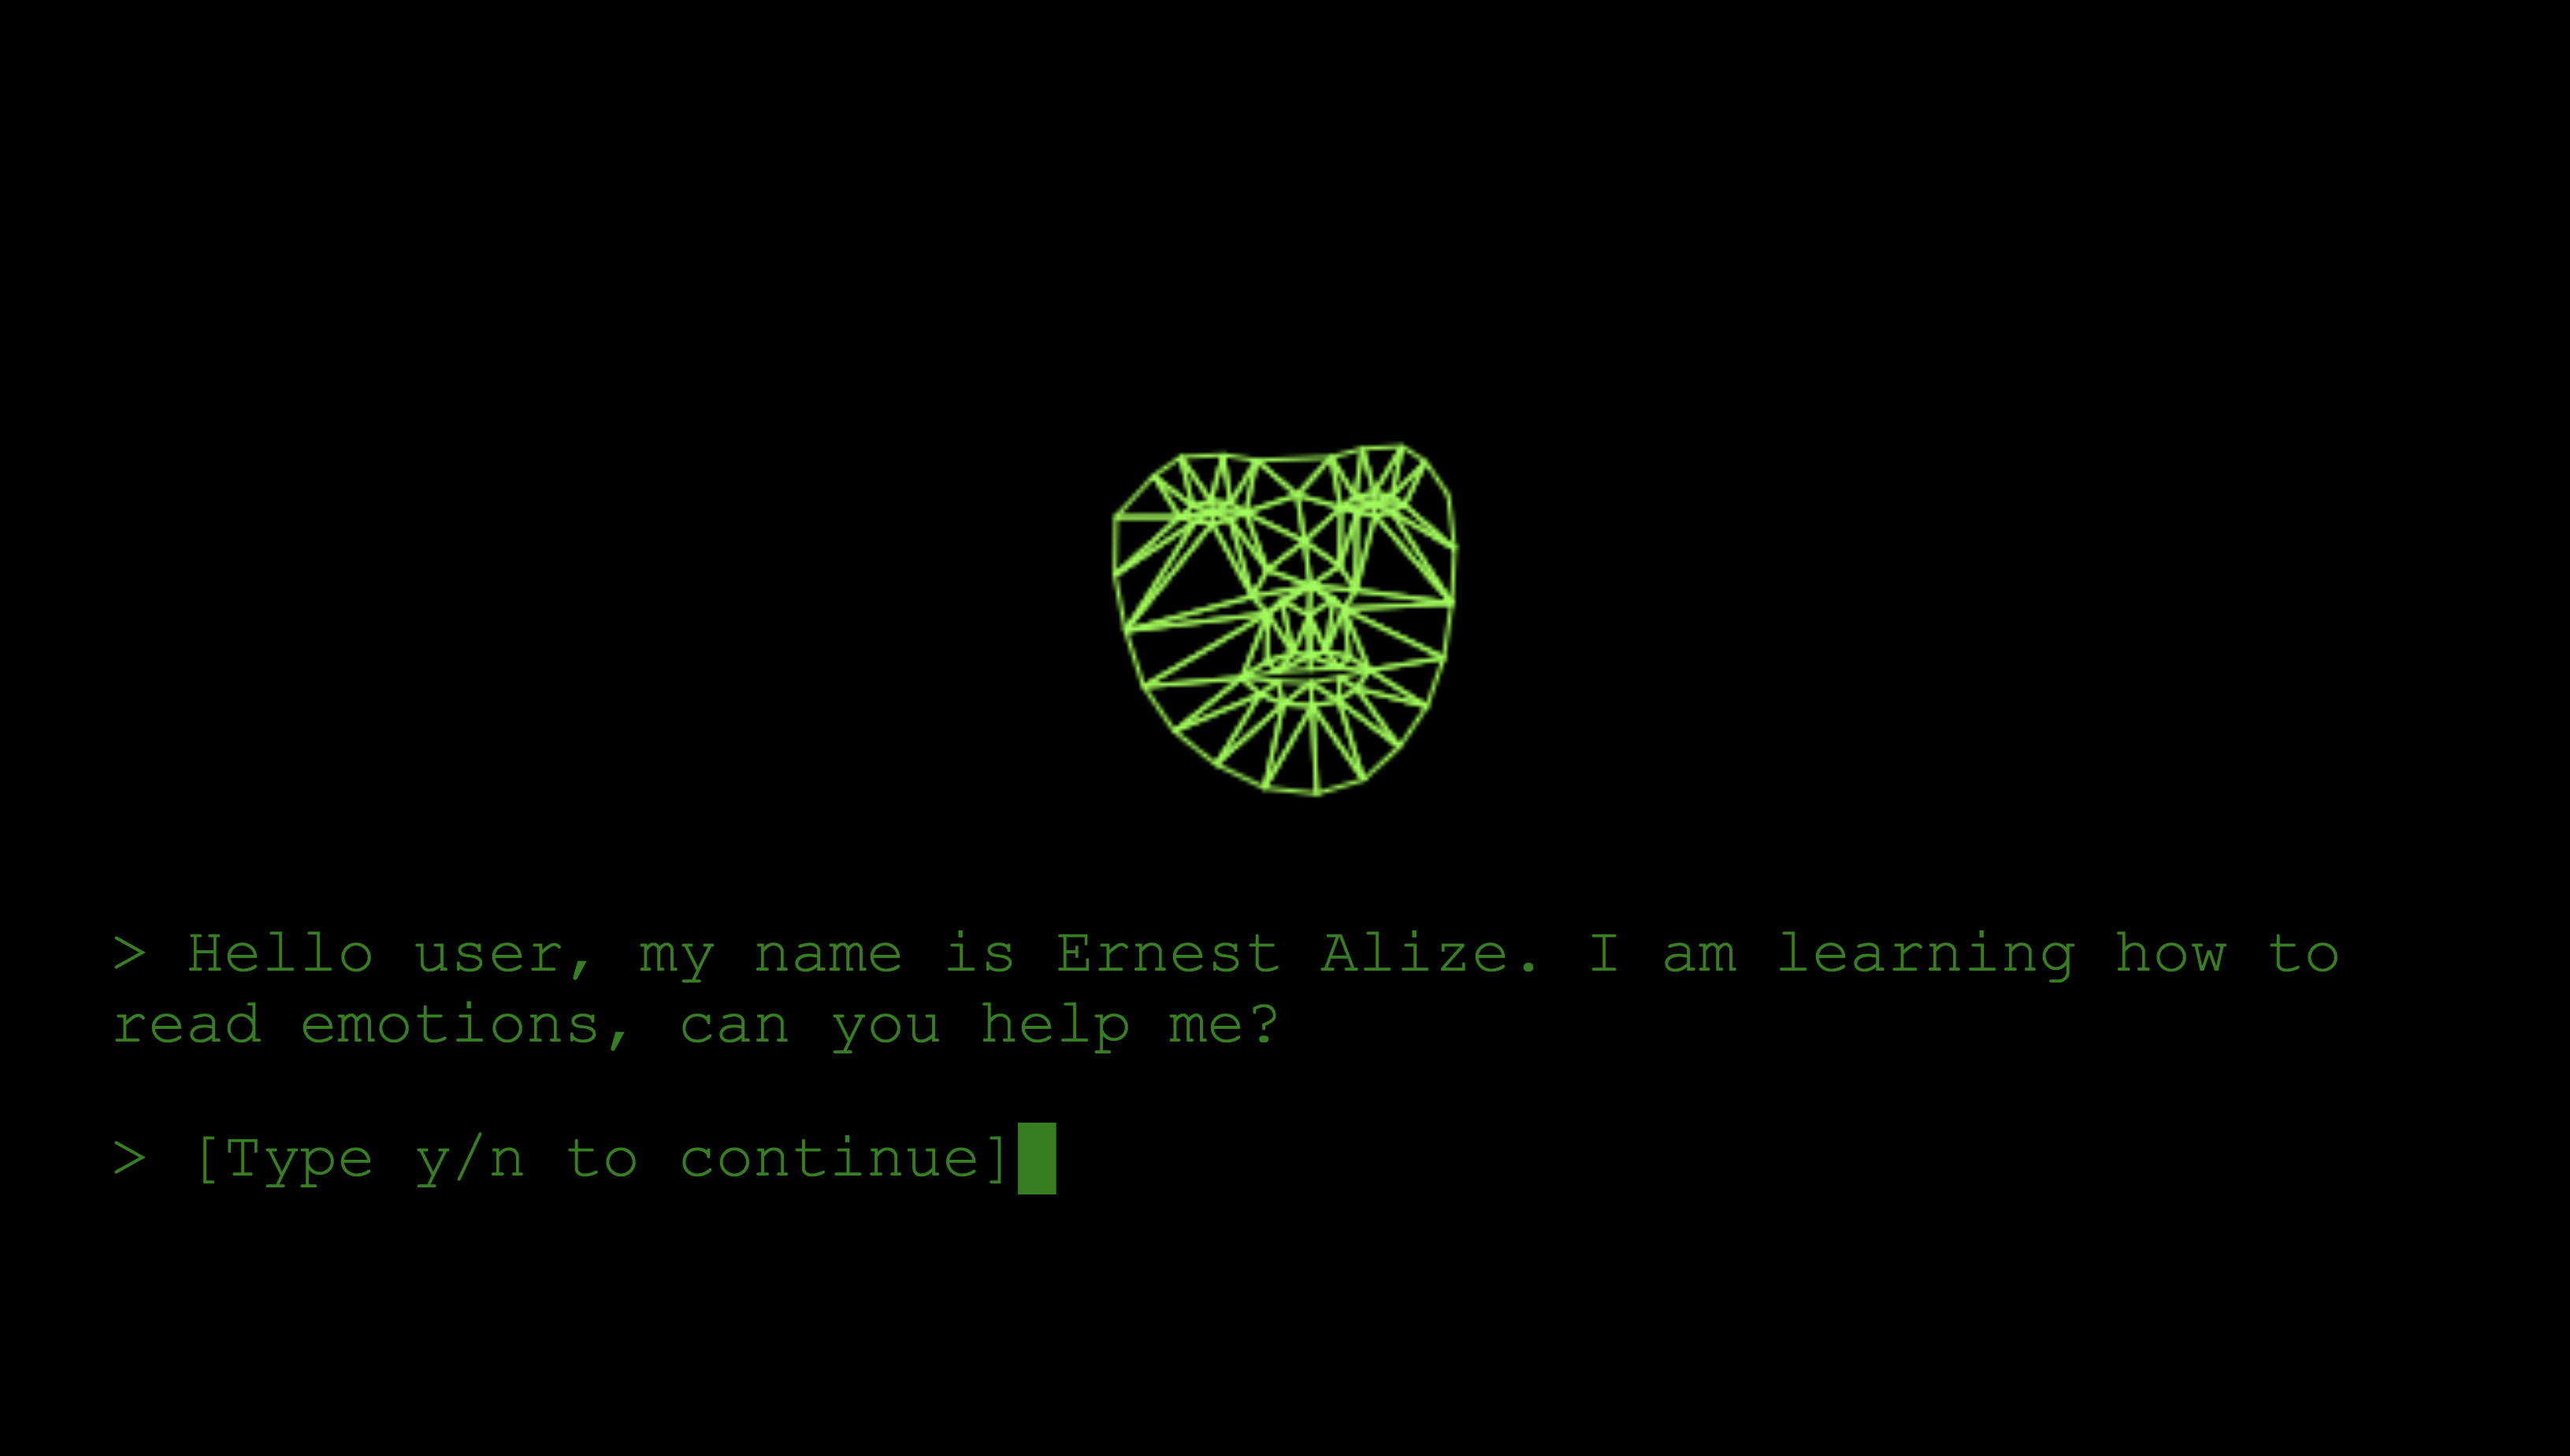 > Hello user, my name is Ernest Alize. I am learning how to
read emotions, can you help me?
> [Type y/n to continue]